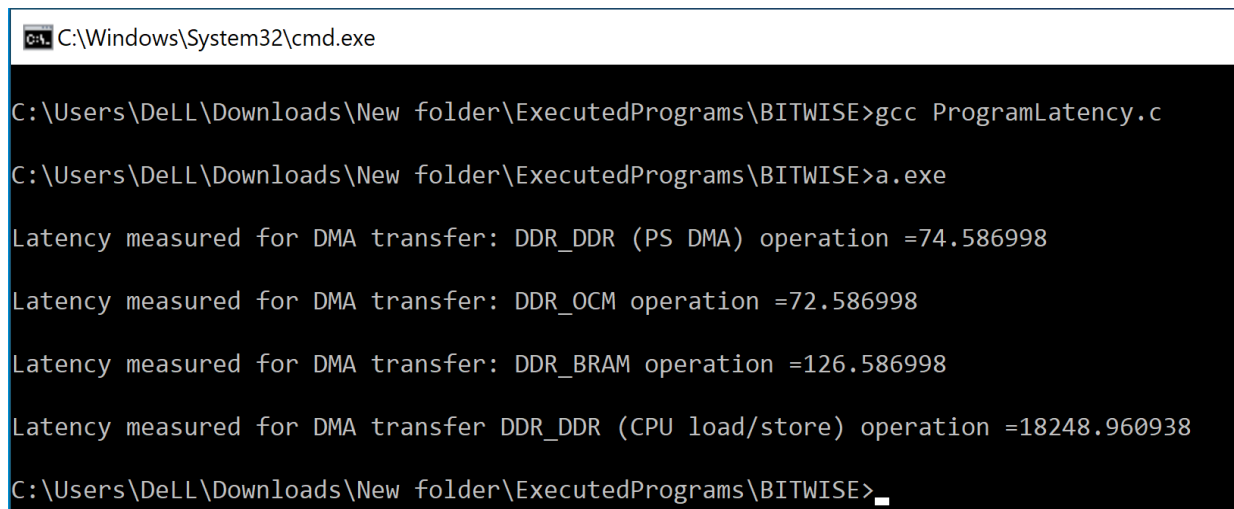 C:\Windows\System32\cmd.exe
C:\Users\DeLL\Downloads\New folder\ExecutedPrograms\BITWISE>gcc ProgramLatency.c
C:\Users\DeLL\Downloads\New folder\ExecutedPrograms\BITWISE>a.exe
Latency measured for DMA transfer: DDR_DDR (PS DMA) operation =74.586998
Latency measured for DMA transfer: DDR_OCM operation =72.586998
Latency measured for DMA transfer: DDR_BRAM operation =126.586998
Latency measured for DMA transfer DDR_DDR (CPU load/store) operation =18248.960938
C:\Users\DeLL\Downloads\New folder\ExecutedPrograms\BITWISE>